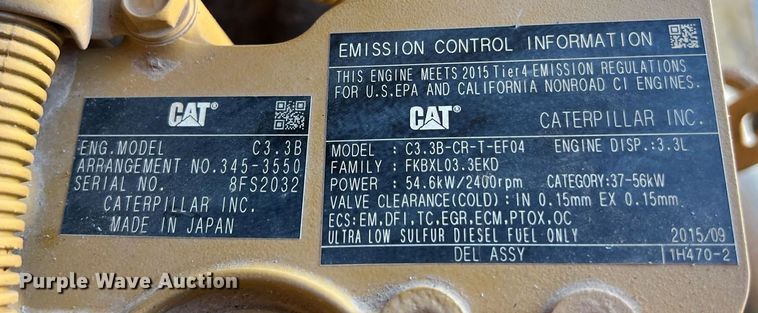 CAT®
ENG.MODEL C3.3B
ARRANGEMENT NO.345-3550
SERIAL NO. 8FS2032
CATERPILLAR INC.
MADE IN JAPAN
EMISSION CONTROL INFORMATION
THIS ENGINE MEETS 2015 Tier4 EMISSION REGULATIONS
FOR U.S.EPA AND CALIFORNIA NONROAD CI ENGINES.
CAT® CATERPILLAR INC.
MODEL : C3.3B-CR-T-EF04 ENGINE DISP.:3.3L
FAMILY : FKBXL03.3EKD
POWER : 54.6kW/2400rpm CATEGORY:37-56kW
VALVE CLEARANCE(COLD) : IN 0.15mm EX 0.15mm
ECS:EM,DFI,TC,EGR,ECM,PTOX,OC
ULTRA LOW SULFUR DIESEL FUEL ONLY 2015/09
DEL ASSY 1H470-2
Purple Wave Auction